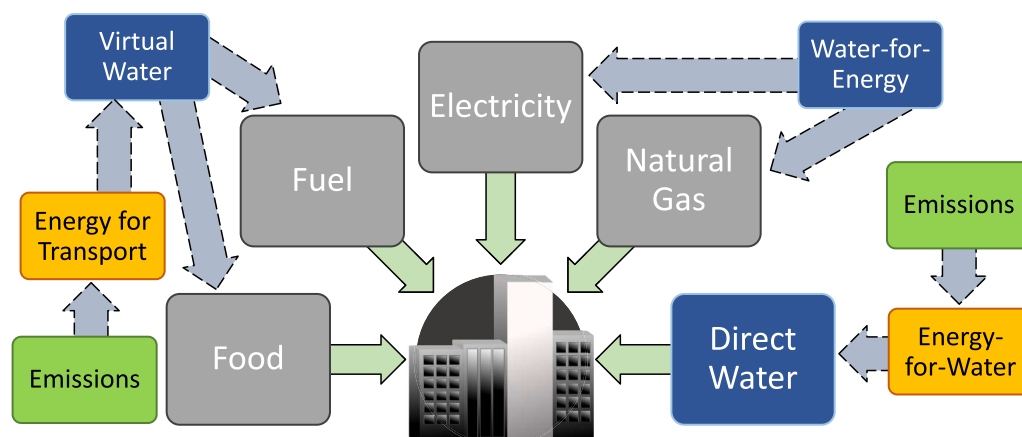 Virtual
Water
Electricity
Water-for-
Energy
Fuel
Natural
Gas
Energy for
Transport
Emissions
Emissions
Food
Direct
Water
Energy-
for-Water